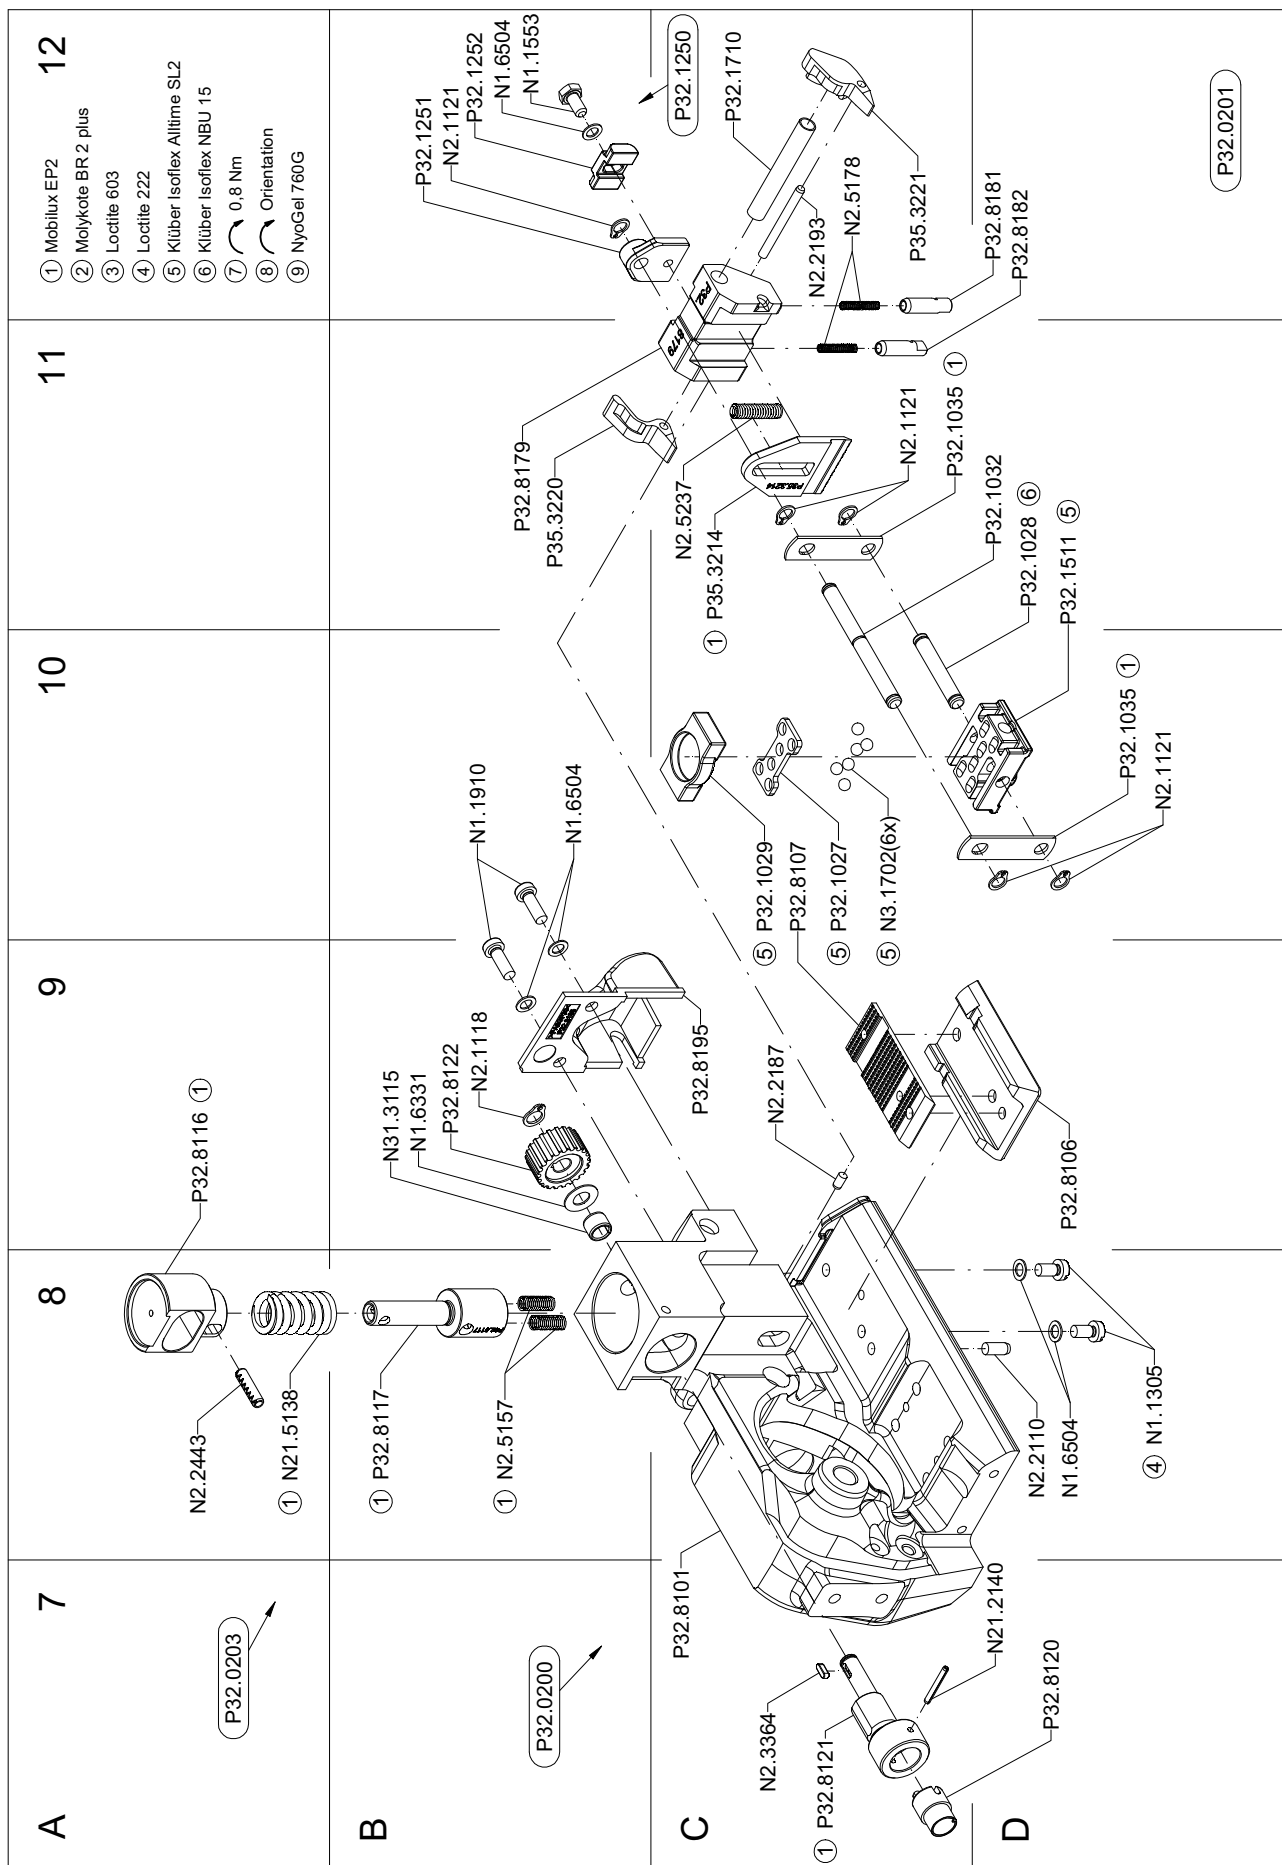 12
11
10
9
8
7
A
B
C
D
① Mobilux EP2
② Molykote BR 2 plus
③ Loctite 603
④ Loctite 222
⑤ Klüber Isoflex Alltime SL2
⑥ Klüber Isoflex NBU 15
⑦ 0,8 Nm
⑧ Orientation
⑨ NyoGel 760G
P32.0203
P32.8116 ①
N2.2443
① N21.5138
① P32.8117
① N2.5157
P32.0200
N31.3115
N1.6331
P32.8122
N2.1118
N1.1910
N1.6504
P32.8195
P32.1251
N2.1121
P32.1252
N1.6504
N1.1553
P32.1250
P32.1710
P35.3221
N2.2193
N2.5178
P32.8181
P32.8182
P32.0201
P32.8179
P35.3220
8179
P32
N2.5237
① P35.3214
P35.3214
N2.1121
P32.1035 ①
P32.1032
P32.1028 ⑥
P32.1511 ⑤
⑤ P32.1029
P32.8107
⑤ P32.1027
⑤ N3.1702(6x)
P32.1035 ①
N2.1121
N2.2187
P32.8106
P32.8101
N2.2110
N1.6504
④ N1.1305
N2.3364
① P32.8121
N21.2140
P32.8120